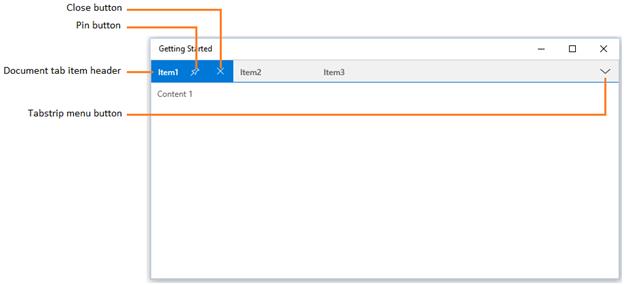 Close button
Pin button
Getting Started
Document tab item header
Item1 Item2 Item3
Content 1
Tabstrip menu button